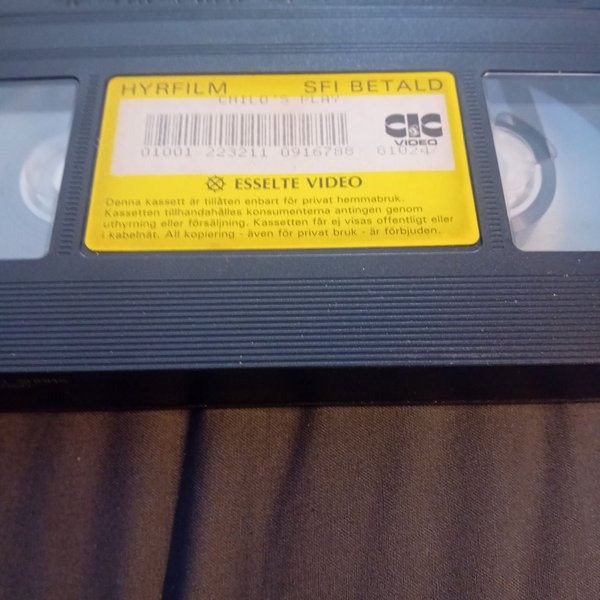 HYRFILM SFI BETALD
CHILD'S PLAY
CIC
VIDEO
01001 223211 0916788 81024
ESSELTE VIDEO
Denna kassett är tillåten enbart för privat hemmabruk.
Kassetten tillhandahålles konsumenterna antingen genom
uthyrning eller försäljning. Kassetten får ej visas offentligt eller
i kabelnät. All kopiering - även för privat bruk - är förbjuden.